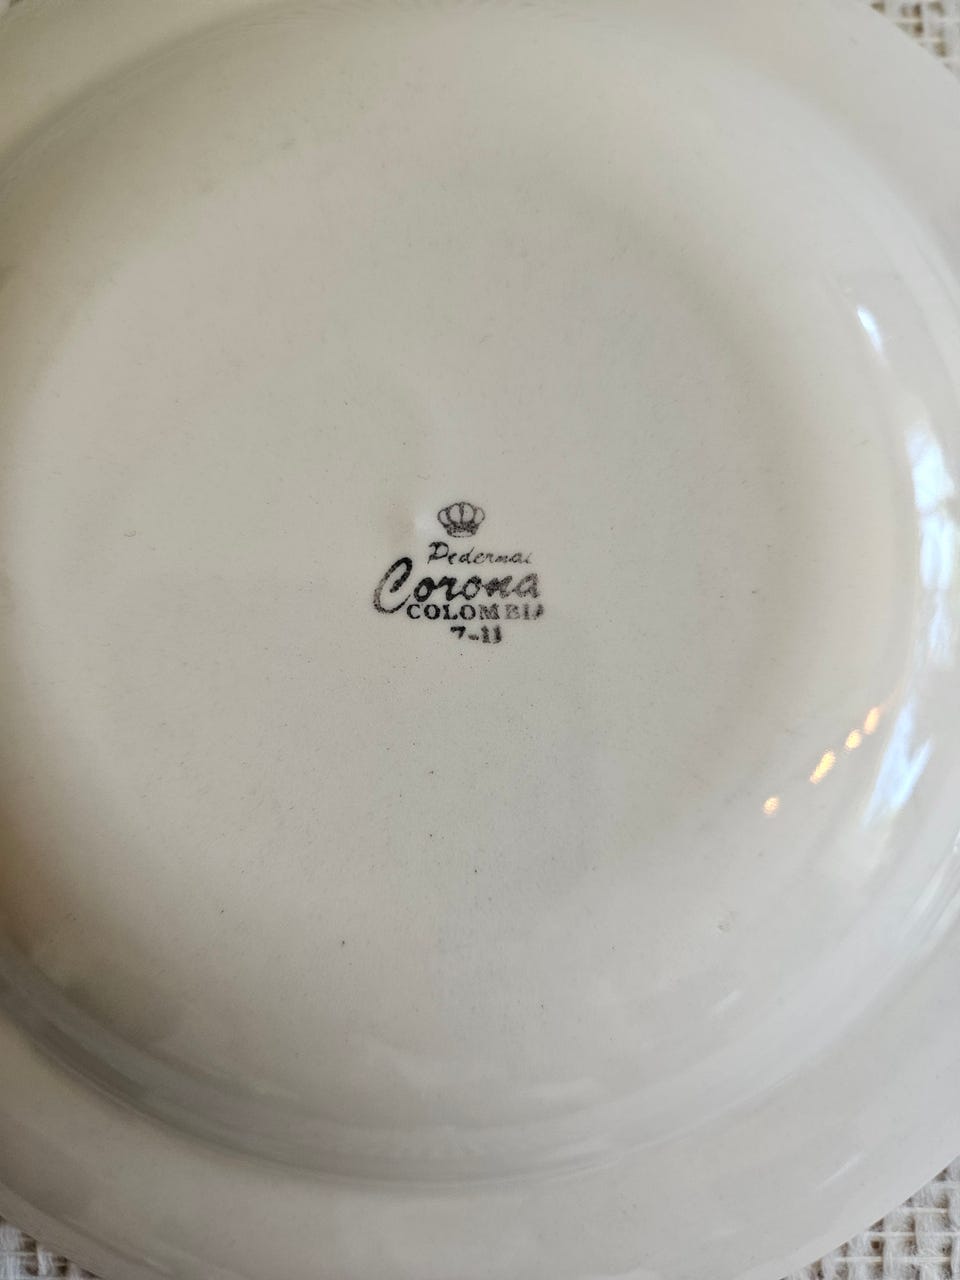 Pedernal
Corona
COLOMBIA
7-11